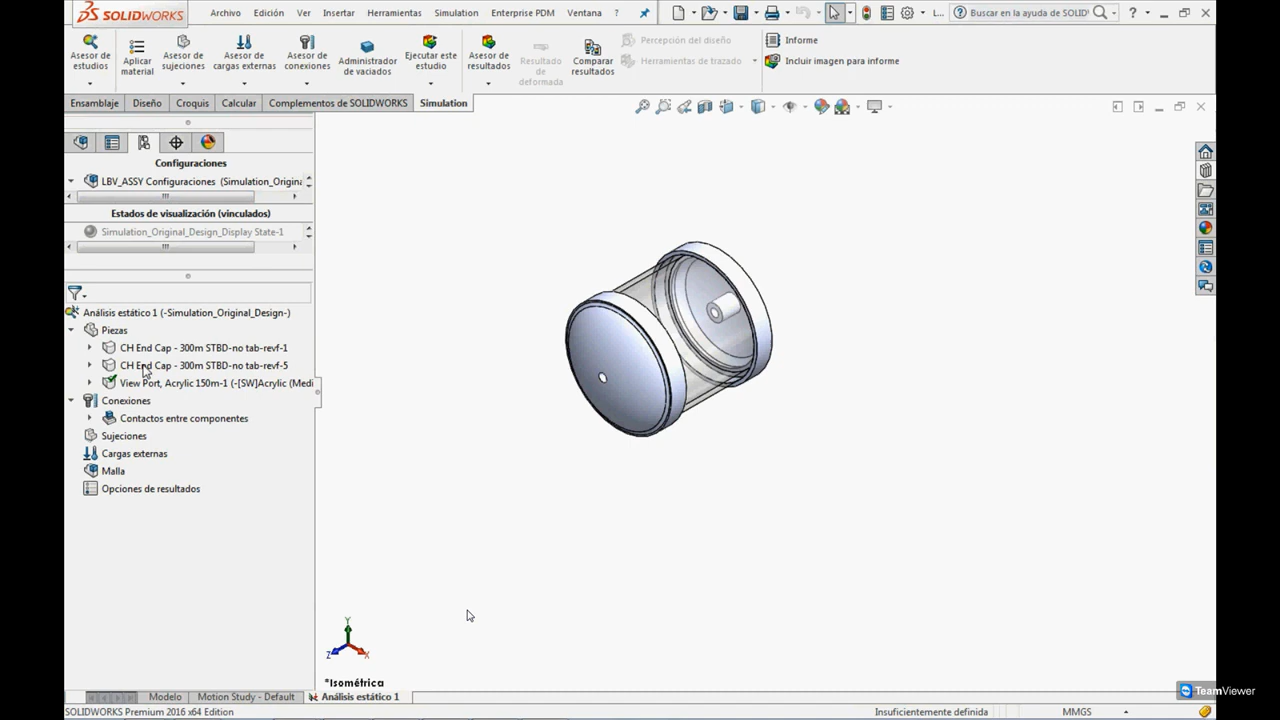 SOLIDWORKS
Archivo Edición Ver Insertar Herramientas Simulation Enterprise PDM Ventana ?
L...
Buscar en la ayuda de SOLID
?
Asesor de estudios
Aplicar material
Asesor de sujeciones
Asesor de cargas externas
Asesor de conexiones
Administrador de vaciados
Ejecutar este estudio
Asesor de resultados
Resultado de deformada
Comparar resultados
Percepción del diseño
Herramientas de trazado
Informe
Incluir imagen para informe
Ensamblaje Diseño Croquis Calcular Complementos de SOLIDWORKS Simulation
Configuraciones
LBV_ASSY Configuraciones (Simulation_Origina
Estados de visualización (vinculados)
Simulation_Original_Design_Display State-1
Análisis estático 1 (-Simulation_Original_Design-)
Piezas
CH End Cap - 300m STBD-no tab-revf-1
CH End Cap - 300m STBD-no tab-revf-5
View Port, Acrylic 150m-1 (-[SW]Acrylic (Medi
Conexiones
Contactos entre componentes
Sujeciones
Cargas externas
Malla
Opciones de resultados
Y
Z
X
*Isométrica
Modelo Motion Study - Default Análisis estático 1
TeamViewer
SOLIDWORKS Premium 2016 x64 Edition
Insuficientemente definida
MMGS